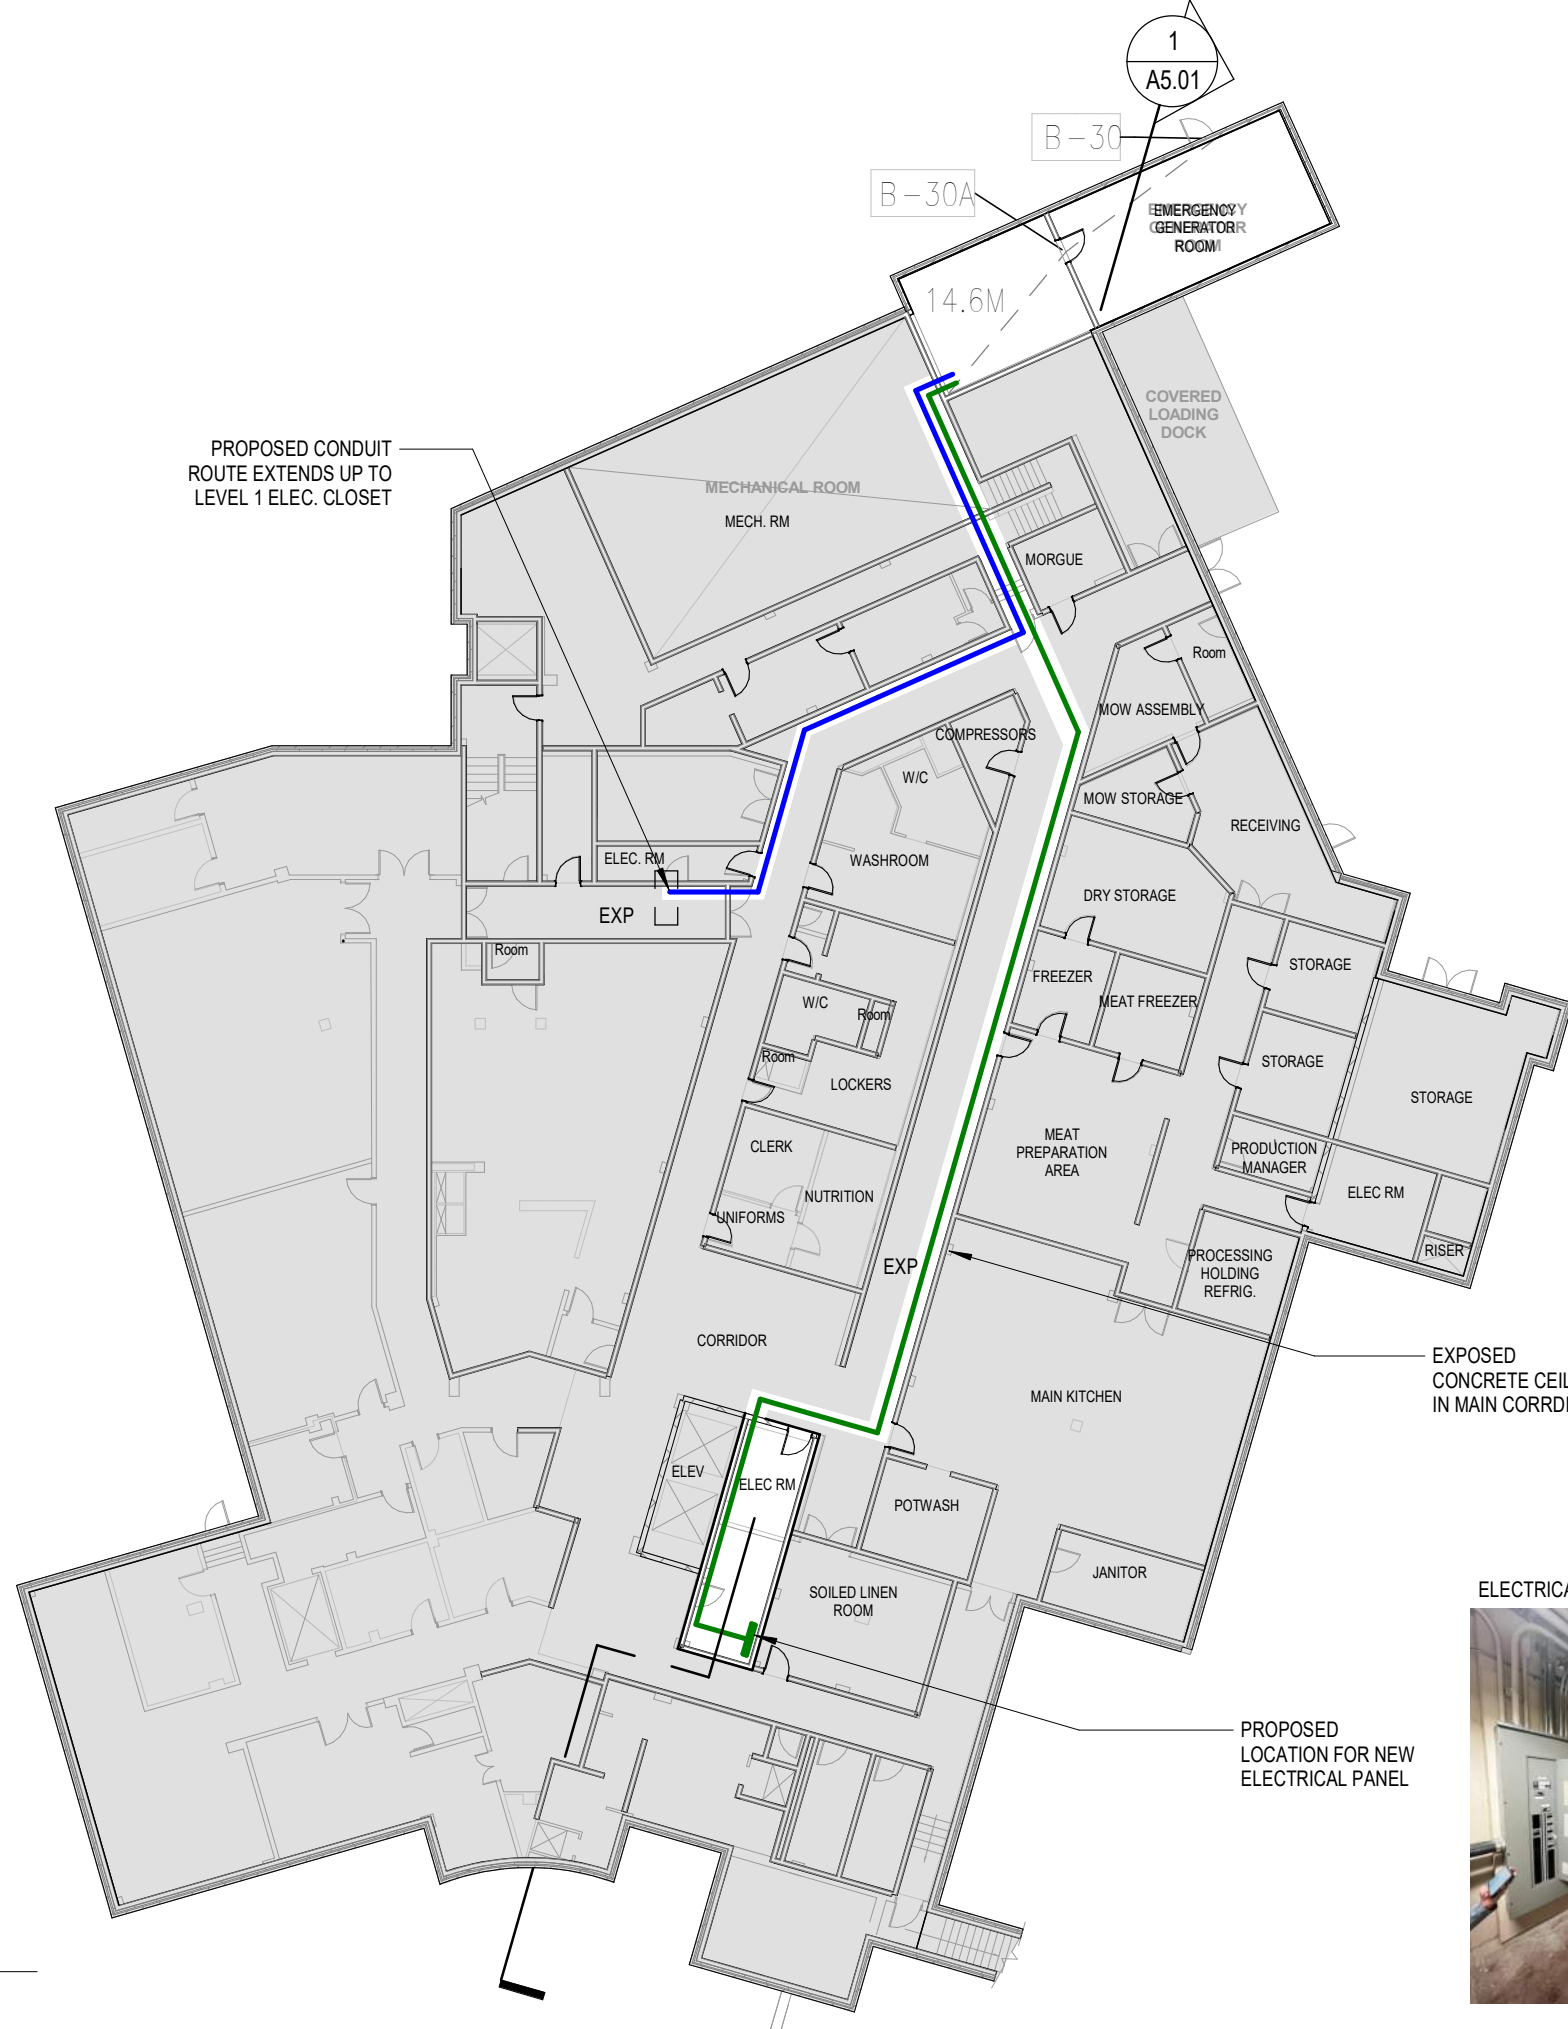 1
A5.01
B-30
B-30A
EMERGENCY
GENERATOR
ROOM
EMERGENCY
GENERATOR
ROOM
14.6M
COVERED
LOADING
DOCK
PROPOSED CONDUIT
ROUTE EXTENDS UP TO
LEVEL 1 ELEC. CLOSET
MECHANICAL ROOM
MECH. RM
MORGUE
Room
MOW ASSEMBLY
COMPRESSORS
W/C
MOW STORAGE
RECEIVING
ELEC. RM
WASHROOM
DRY STORAGE
EXP
Room
STORAGE
FREEZER
MEAT FREEZER
W/C
Room
Room
STORAGE
LOCKERS
STORAGE
MEAT
PREPARATION
AREA
CLERK
PRODUCTION
MANAGER
NUTRITION
ELEC RM
UNIFORMS
RISER
PROCESSING
HOLDING
REFRIG.
EXP
CORRIDOR
EXPOSED
CONCRETE CEIL
IN MAIN CORRD
MAIN KITCHEN
ELEV
ELEC RM
POTWASH
JANITOR
SOILED LINEN
ROOM
ELECTRICA
PROPOSED
LOCATION FOR NEW
ELECTRICAL PANEL